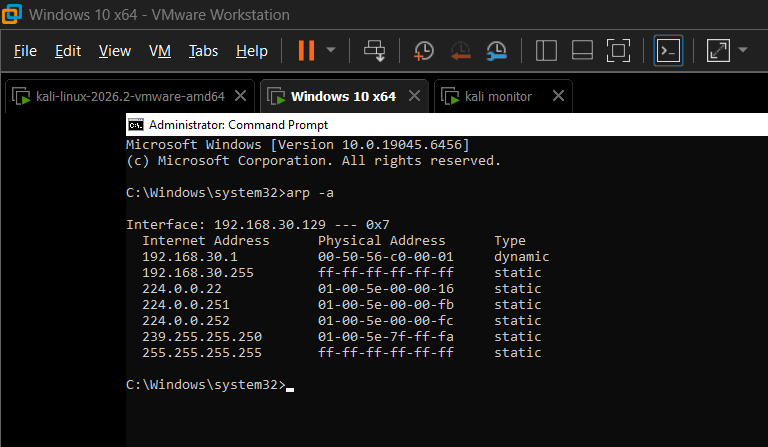 Windows 10 x64 - VMware Workstation
File Edit View VM Tabs Help
kali-linux-2026.2-vmware-amd64 Windows 10 x64 kali monitor
Administrator: Command Prompt
Microsoft Windows [Version 10.0.19045.6456]
(c) Microsoft Corporation. All rights reserved.
C:\Windows\system32>arp -a
Interface: 192.168.30.129 --- 0x7
Internet Address Physical Address Type
192.168.30.1 00-50-56-c0-00-01 dynamic
192.168.30.255 ff-ff-ff-ff-ff-ff static
224.0.0.22 01-00-5e-00-00-16 static
224.0.0.251 01-00-5e-00-00-fb static
224.0.0.252 01-00-5e-00-00-fc static
239.255.255.250 01-00-5e-7f-ff-fa static
255.255.255.255 ff-ff-ff-ff-ff-ff static
C:\Windows\system32>